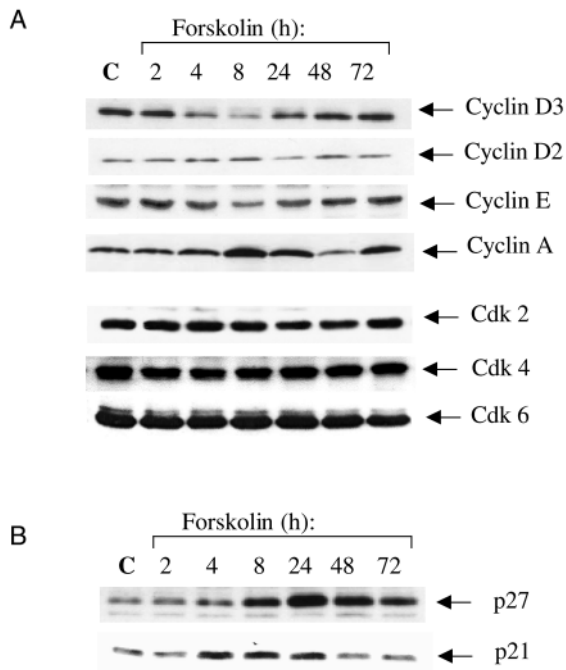 A
Forskolin (h):
C 2 4 8 24 48 72
Cyclin D3
Cyclin D2
Cyclin E
Cyclin A
Cdk 2
Cdk 4
Cdk 6
B
Forskolin (h):
C 2 4 8 24 48 72
p27
p21